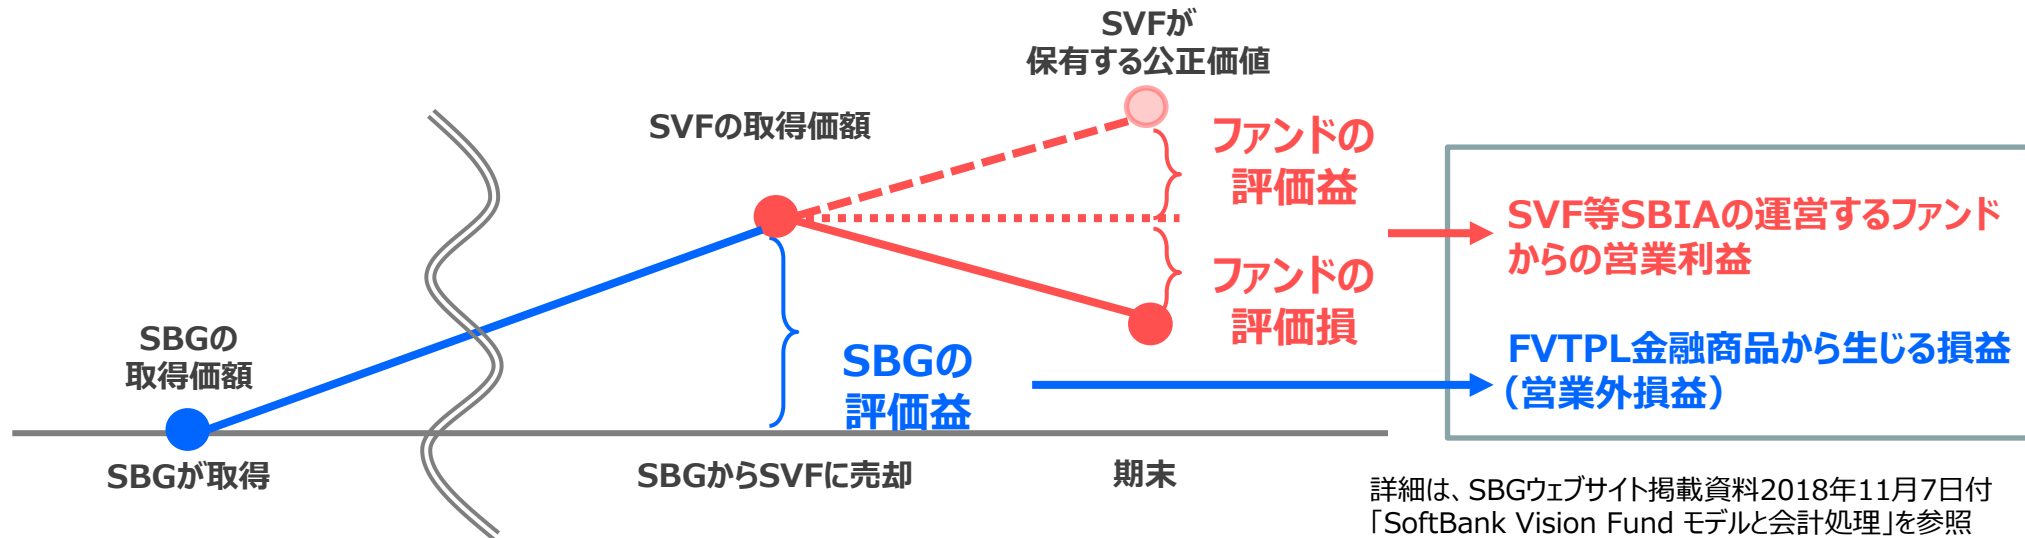 SVFが
保有する公正価値
SVFの取得価額
ファンドの
評価益
SVF等SBIAの運営するファンド
からの営業利益
ファンドの
評価損
SBGの
取得価額
SBGの
評価益
FVTPL金融商品から生じる損益
（営業外損益）
SBGが取得
SBGからSVFに売却
期末
詳細は、SBGウェブサイト掲載資料2018年11月7日付
「SoftBank Vision Fund モデルと会計処理」を参照